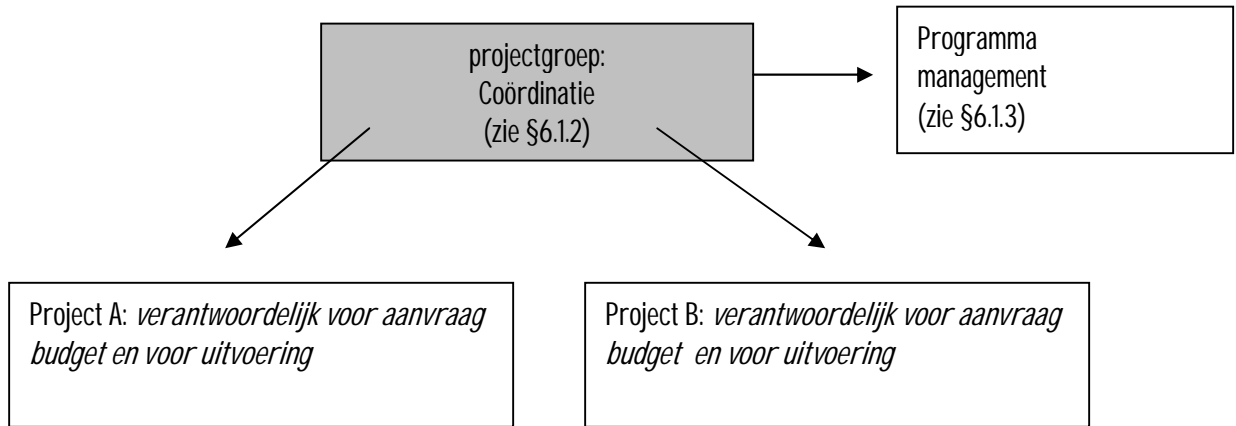 projectgroep:
Coördinatie
(zie §6.1.2)
Programma
management
(zie §6.1.3)
Project A: verantwoordelijk voor aanvraag
budget en voor uitvoering
Project B: verantwoordelijk voor aanvraag
budget  en voor uitvoering